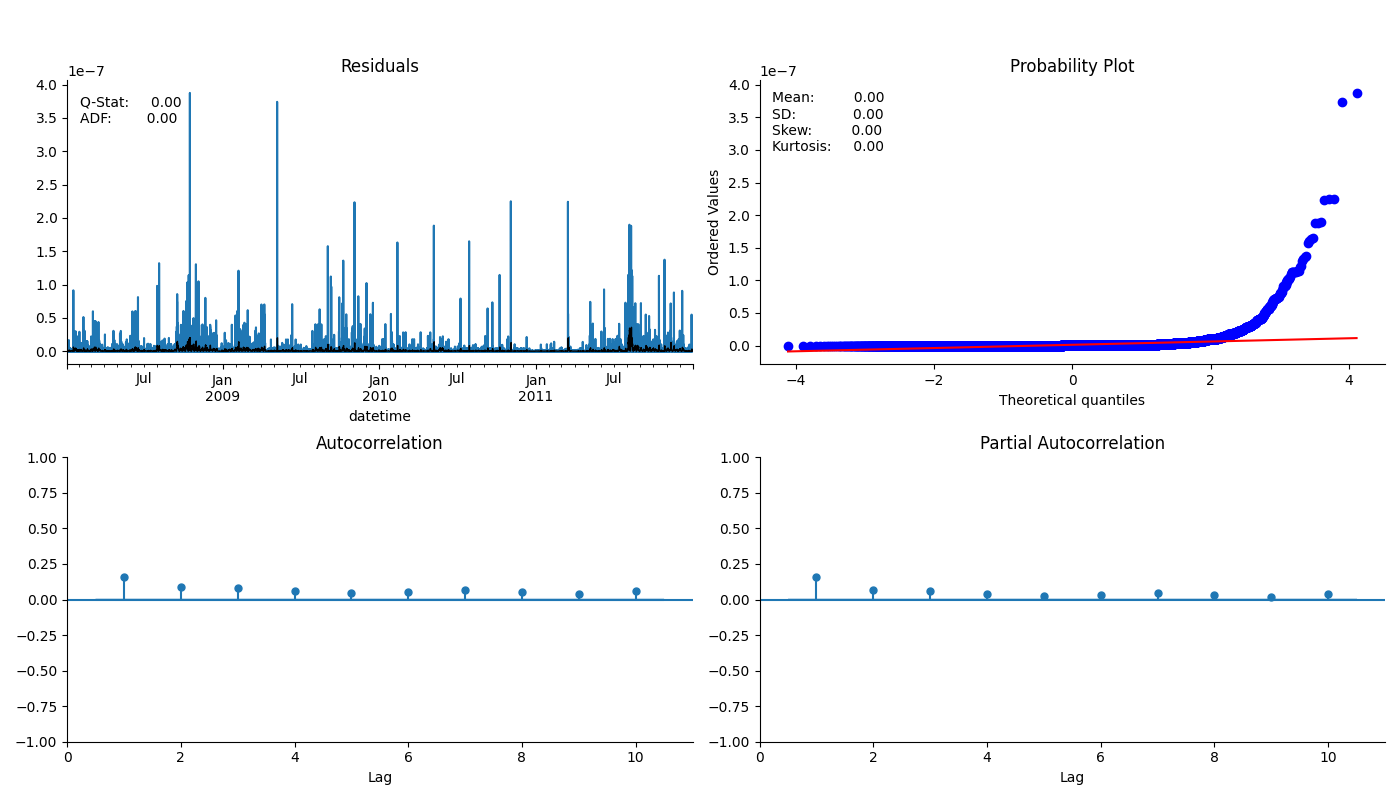 Residuals
1e−7
4.0
3.5
3.0
2.5
2.0
1.5
1.0
0.5
0.0
Q-Stat: 0.00
ADF: 0.00
Jul
Jan
2009
Jul
Jan
2010
Jul
Jan
2011
Jul
datetime
Probability Plot
1e−7
4.0
3.5
3.0
2.5
2.0
1.5
1.0
0.5
0.0
Ordered Values
Mean: 0.00
SD: 0.00
Skew: 0.00
Kurtosis: 0.00
−4
−2
0
2
4
Theoretical quantiles
Autocorrelation
1.00
0.75
0.50
0.25
0.00
−0.25
−0.50
−0.75
−1.00
0
2
4
6
8
10
Lag
Partial Autocorrelation
1.00
0.75
0.50
0.25
0.00
−0.25
−0.50
−0.75
−1.00
0
2
4
6
8
10
Lag